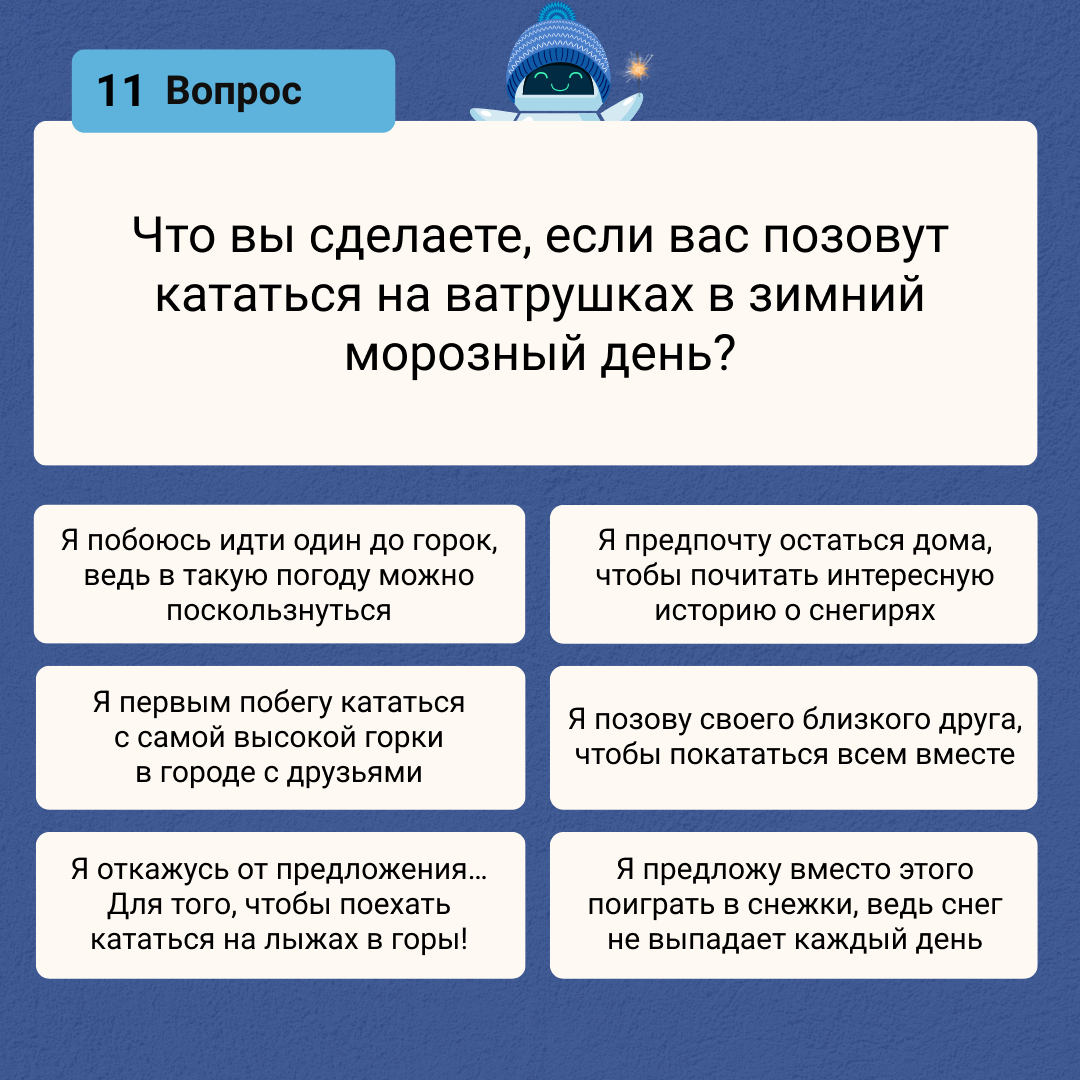 11 Вопрос
Что вы сделаете, если вас позовут
кататься на ватрушках в зимний
морозный день?
Я побоюсь идти один до горок,
ведь в такую погоду можно
поскользнуться
Я предпочту остаться дома,
чтобы почитать интересную
историю о снегирях
Я первым побегу кататься
с самой высокой горки
в городе с друзьями
Я позову своего близкого друга,
чтобы покататься всем вместе
Я откажусь от предложения...
Для того, чтобы поехать
кататься на лыжах в горы!
Я предложу вместо этого
поиграть в снежки, ведь снег
не выпадает каждый день